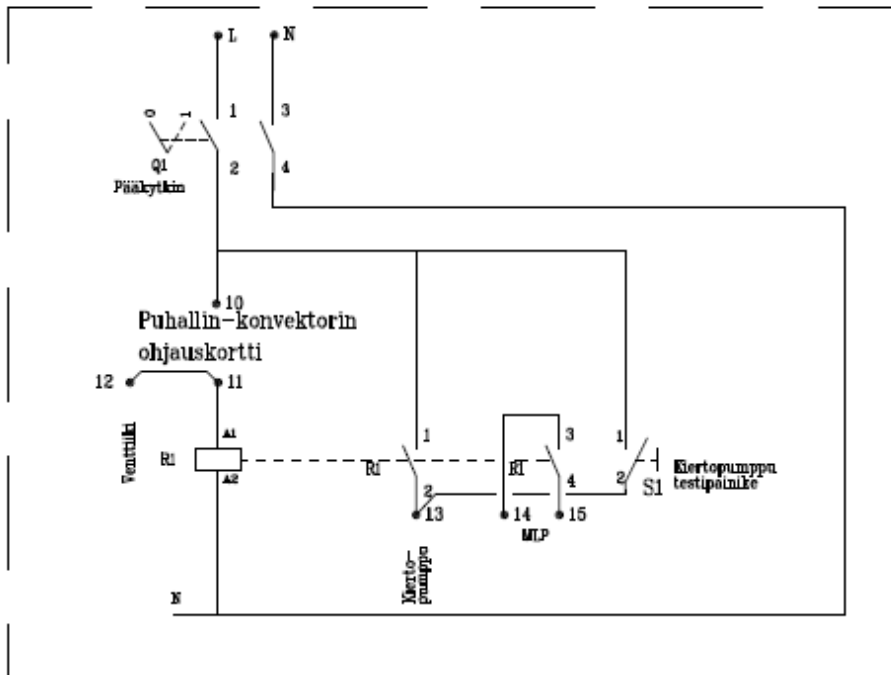 L N
0 1 1 3
Q1 2 4
Pääkytkin
10
Puhallin-konvektorin
ohjauskortti
12 11
Venttiili
A1
R1
A2
1 3 1
R1 R1
2 4 2
S1
Kiertopumppu
testipainike
13 14 15
MLP
Kierto-
pumppu
N